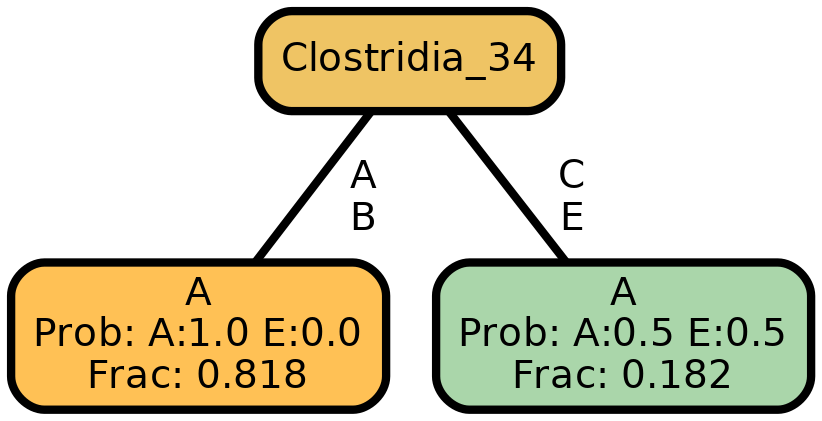 Clostridia_34
A
B
C
E
A
Prob: A:1.0 E:0.0
Frac: 0.818
A
Prob: A:0.5 E:0.5
Frac: 0.182